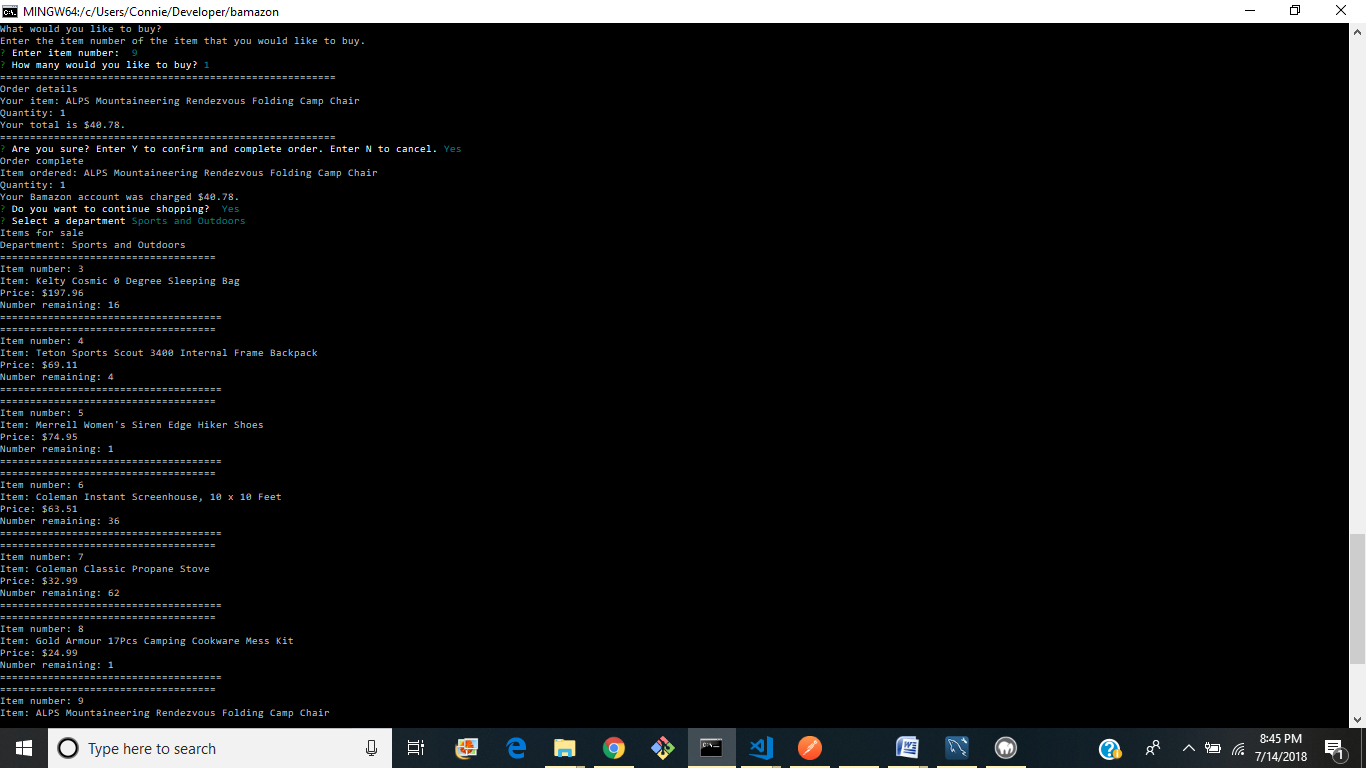 MINGW64:/c/Users/Connie/Developer/bamazon
What would you like to buy?
Enter the item number of the item that you would like to buy.
? Enter item number:  9
? How many would you like to buy? 1
========================================================
Order details
Your item: ALPS Mountaineering Rendezvous Folding Camp Chair
Quantity: 1
Your total is $40.78.
========================================================
? Are you sure? Enter Y to confirm and complete order. Enter N to cancel. Yes
Order complete
Item ordered: ALPS Mountaineering Rendezvous Folding Camp Chair
Quantity: 1
Your Bamazon account was charged $40.78.
? Do you want to continue shopping?  Yes
? Select a department Sports and Outdoors
Items for sale
Department: Sports and Outdoors
====================================
Item number: 3
Item: Kelty Cosmic 0 Degree Sleeping Bag
Price: $197.96
Number remaining: 16
=====================================
====================================
Item number: 4
Item: Teton Sports Scout 3400 Internal Frame Backpack
Price: $69.11
Number remaining: 4
=====================================
====================================
Item number: 5
Item: Merrell Women's Siren Edge Hiker Shoes
Price: $74.95
Number remaining: 1
=====================================
====================================
Item number: 6
Item: Coleman Instant Screenhouse, 10 x 10 Feet
Price: $63.51
Number remaining: 36
=====================================
====================================
Item number: 7
Item: Coleman Classic Propane Stove
Price: $32.99
Number remaining: 62
=====================================
====================================
Item number: 8
Item: Gold Armour 17Pcs Camping Cookware Mess Kit
Price: $24.99
Number remaining: 1
=====================================
====================================
Item number: 9
Item: ALPS Mountaineering Rendezvous Folding Camp Chair
Type here to search
8:45 PM
7/14/2018
1